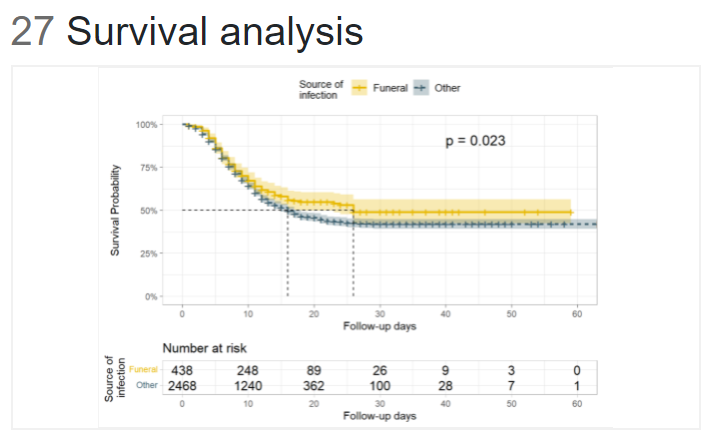 27 Survival analysis
Source of
infection
Funeral
Other
100%
75%
50%
25%
0%
Survival Probability
p = 0.023
0 10 20 30 40 50 60
Follow-up days
Number at risk
Source of
infection
Funeral 438 248 89 26 9 3 0
Other 2468 1240 362 100 28 7 1
0 10 20 30 40 50 60
Follow-up days